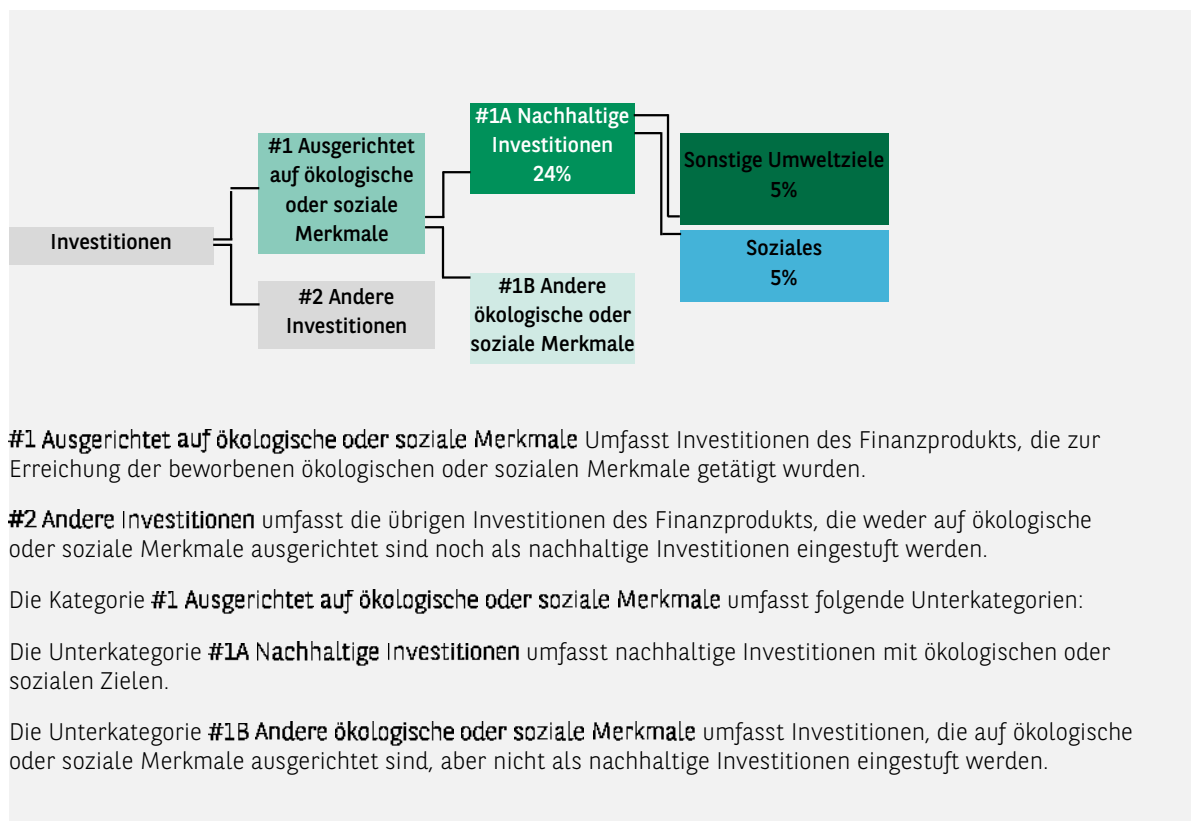 #1A Nachhaltige
Investitionen
24%
#1 Ausgerichtet
auf ökologische
oder soziale
Merkmale
Sonstige Umweltziele
5%
Investitionen
Soziales
5%
#2 Andere
Investitionen
#1B Andere
ökologische oder
soziale Merkmale
#1 Ausgerichtet auf ökologische oder soziale Merkmale Umfasst Investitionen des Finanzprodukts, die zur
Erreichung der beworbenen ökologischen oder sozialen Merkmale getätigt wurden.
#2 Andere Investitionen umfasst die übrigen Investitionen des Finanzprodukts, die weder auf ökologische
oder soziale Merkmale ausgerichtet sind noch als nachhaltige Investitionen eingestuft werden.
Die Kategorie #1 Ausgerichtet auf ökologische oder soziale Merkmale umfasst folgende Unterkategorien:
Die Unterkategorie #1A Nachhaltige Investitionen umfasst nachhaltige Investitionen mit ökologischen oder
sozialen Zielen.
Die Unterkategorie #1B Andere ökologische oder soziale Merkmale umfasst Investitionen, die auf ökologische
oder soziale Merkmale ausgerichtet sind, aber nicht als nachhaltige Investitionen eingestuft werden.